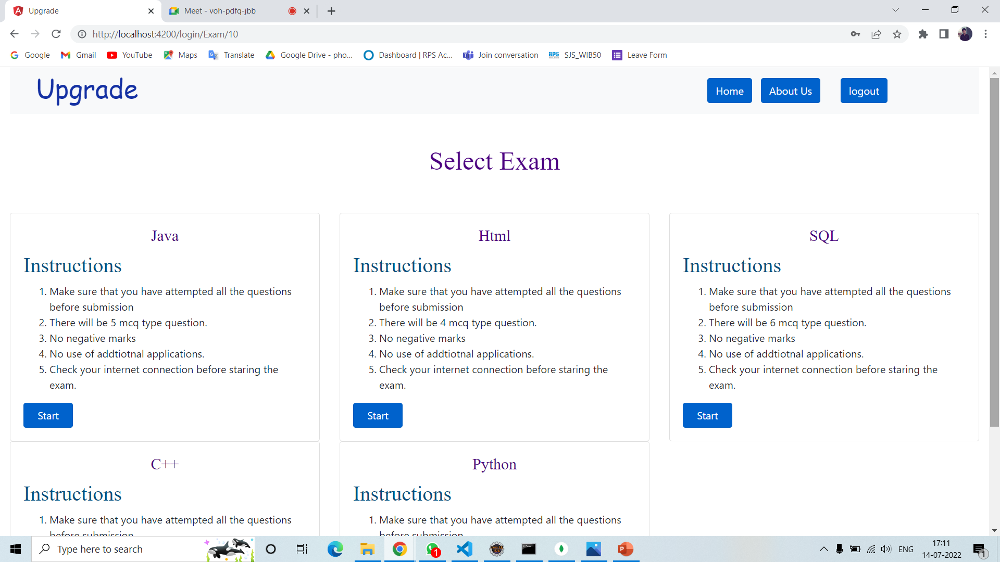 Upgrade
Meet - voh-pdfq-jbb
http://localhost:4200/login/Exam/10
Google
Gmail
YouTube
Maps
Translate
Google Drive - pho...
Dashboard | RPS Ac...
Join conversation
RPS
SJS_WIB50
Leave Form
Upgrade
Home
About Us
logout
Select Exam
Java
Instructions
1. Make sure that you have attempted all the questions
before submission
2. There will be 5 mcq type question.
3. No negative marks
4. No use of addtiotnal applications.
5. Check your internet connection before staring the
exam.
Start
Html
Instructions
1. Make sure that you have attempted all the questions
before submission
2. There will be 4 mcq type question.
3. No negative marks
4. No use of addtiotnal applications.
5. Check your internet connection before staring the
exam.
Start
SQL
Instructions
1. Make sure that you have attempted all the questions
before submission
2. There will be 6 mcq type question.
3. No negative marks
4. No use of addtiotnal applications.
5. Check your internet connection before staring the
exam.
Start
C++
Instructions
1. Make sure that you have attempted all the questions
before submission
Python
Instructions
1. Make sure that you have attempted all the questions
before submission
Type here to search
1
ENG
17:11
14-07-2022
1